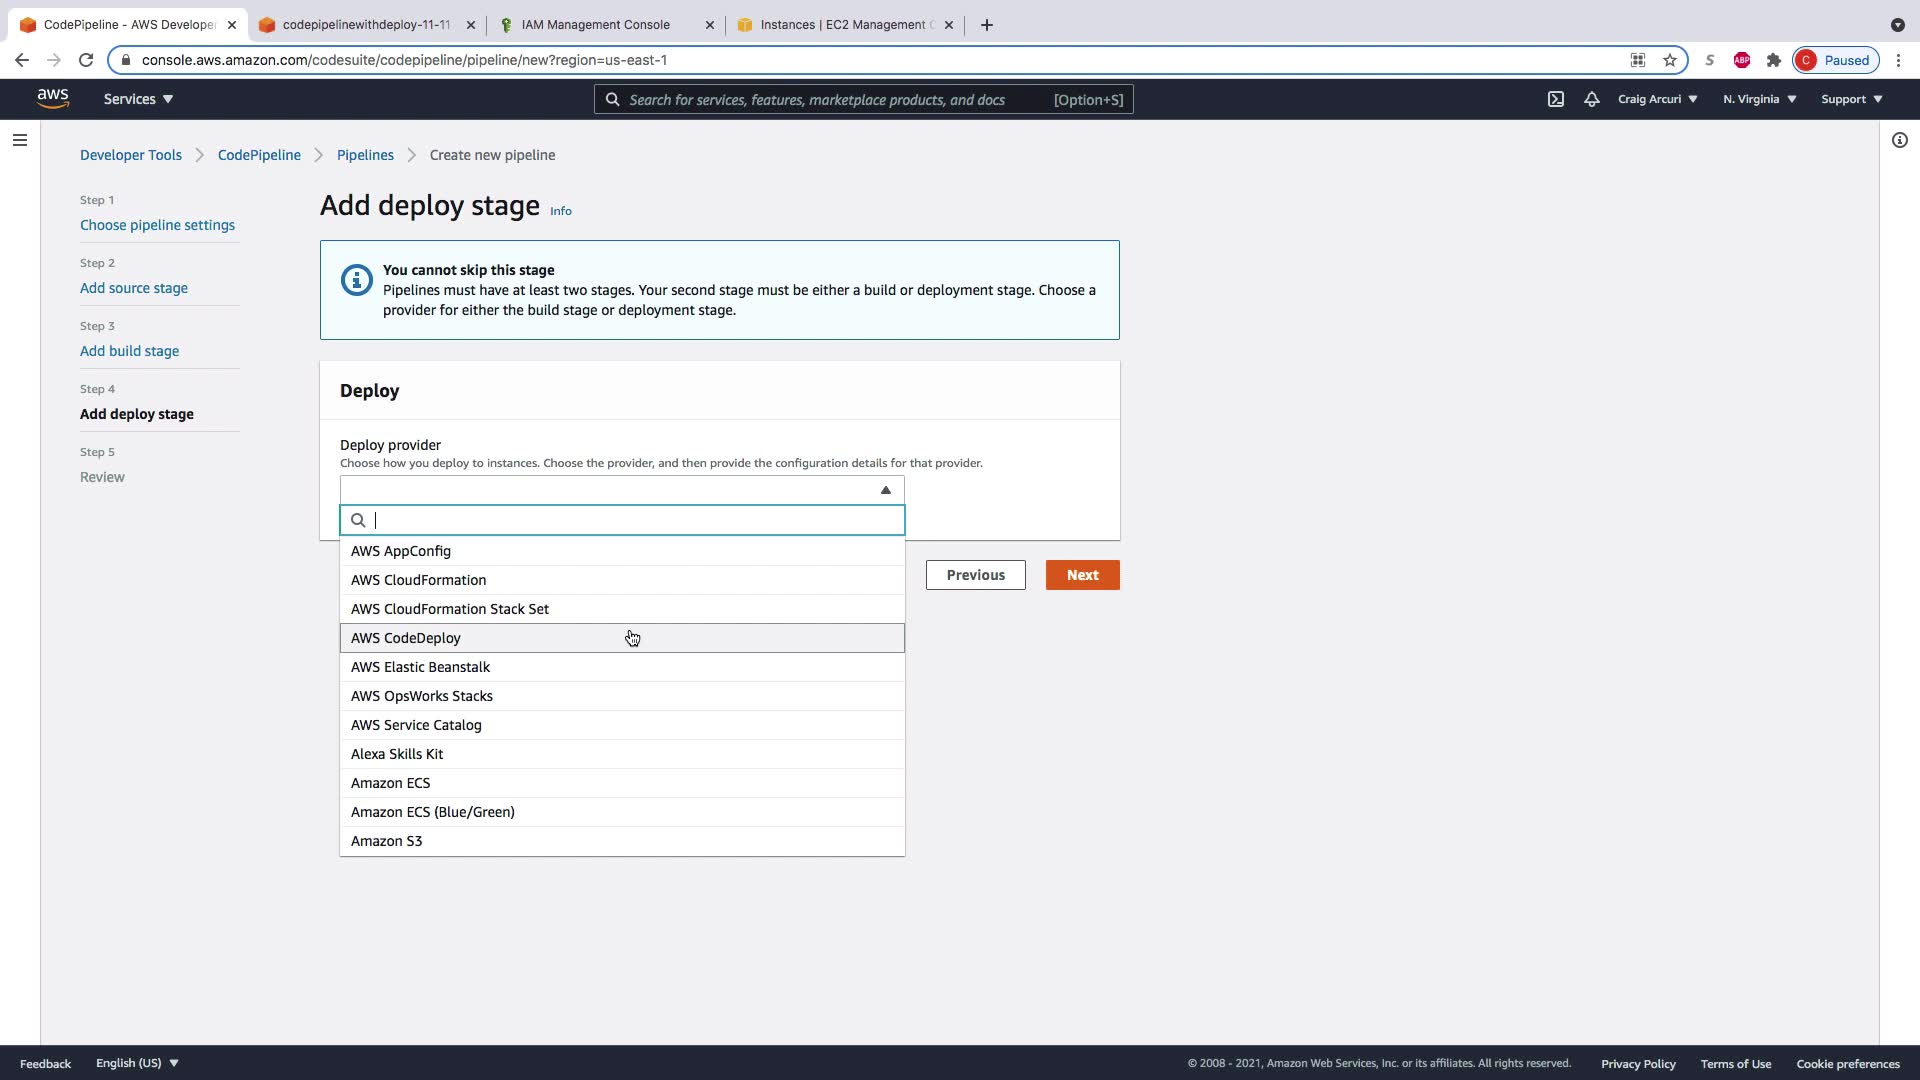 CodePipeline - AWS Developer
codepipelinewithdeploy-11-11
IAM Management Console
Instances | EC2 Management C
console.aws.amazon.com/codesuite/codepipeline/pipeline/new?region=us-east-1
S
ABP
C
Paused
aws
Services
Search for services, features, marketplace products, and docs
[Option+S]
Craig Arcuri
N. Virginia
Support
Developer Tools
CodePipeline
Pipelines
Create new pipeline
Step 1
Choose pipeline settings
Step 2
Add source stage
Step 3
Add build stage
Step 4
Add deploy stage
Step 5
Review
Add deploy stage Info
You cannot skip this stage
Pipelines must have at least two stages. Your second stage must be either a build or deployment stage. Choose a
provider for either the build stage or deployment stage.
Deploy
Deploy provider
Choose how you deploy to instances. Choose the provider, and then provide the configuration details for that provider.
AWS AppConfig
AWS CloudFormation
AWS CloudFormation Stack Set
AWS CodeDeploy
AWS Elastic Beanstalk
AWS OpsWorks Stacks
AWS Service Catalog
Alexa Skills Kit
Amazon ECS
Amazon ECS (Blue/Green)
Amazon S3
Previous
Next
Feedback
English (US)
© 2008 - 2021, Amazon Web Services, Inc. or its affiliates. All rights reserved.
Privacy Policy
Terms of Use
Cookie preferences